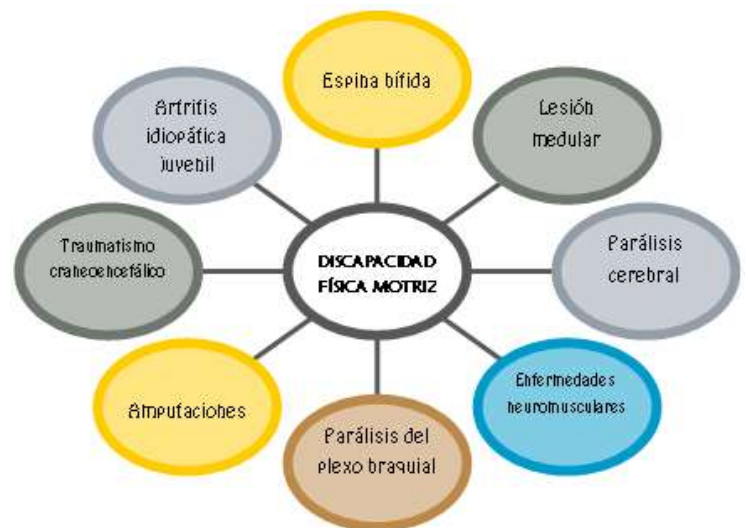 Espina bífida
Lesión
medular
Parálisis
cerebral
Enfermedades
neuromusculares
Parálisis del
plexo braquial
Amputaciones
Traumatismo
craneoencefálico
Artritis
idiopática
juvenil
DISCAPACIDAD
FÍSICA MOTRIZ